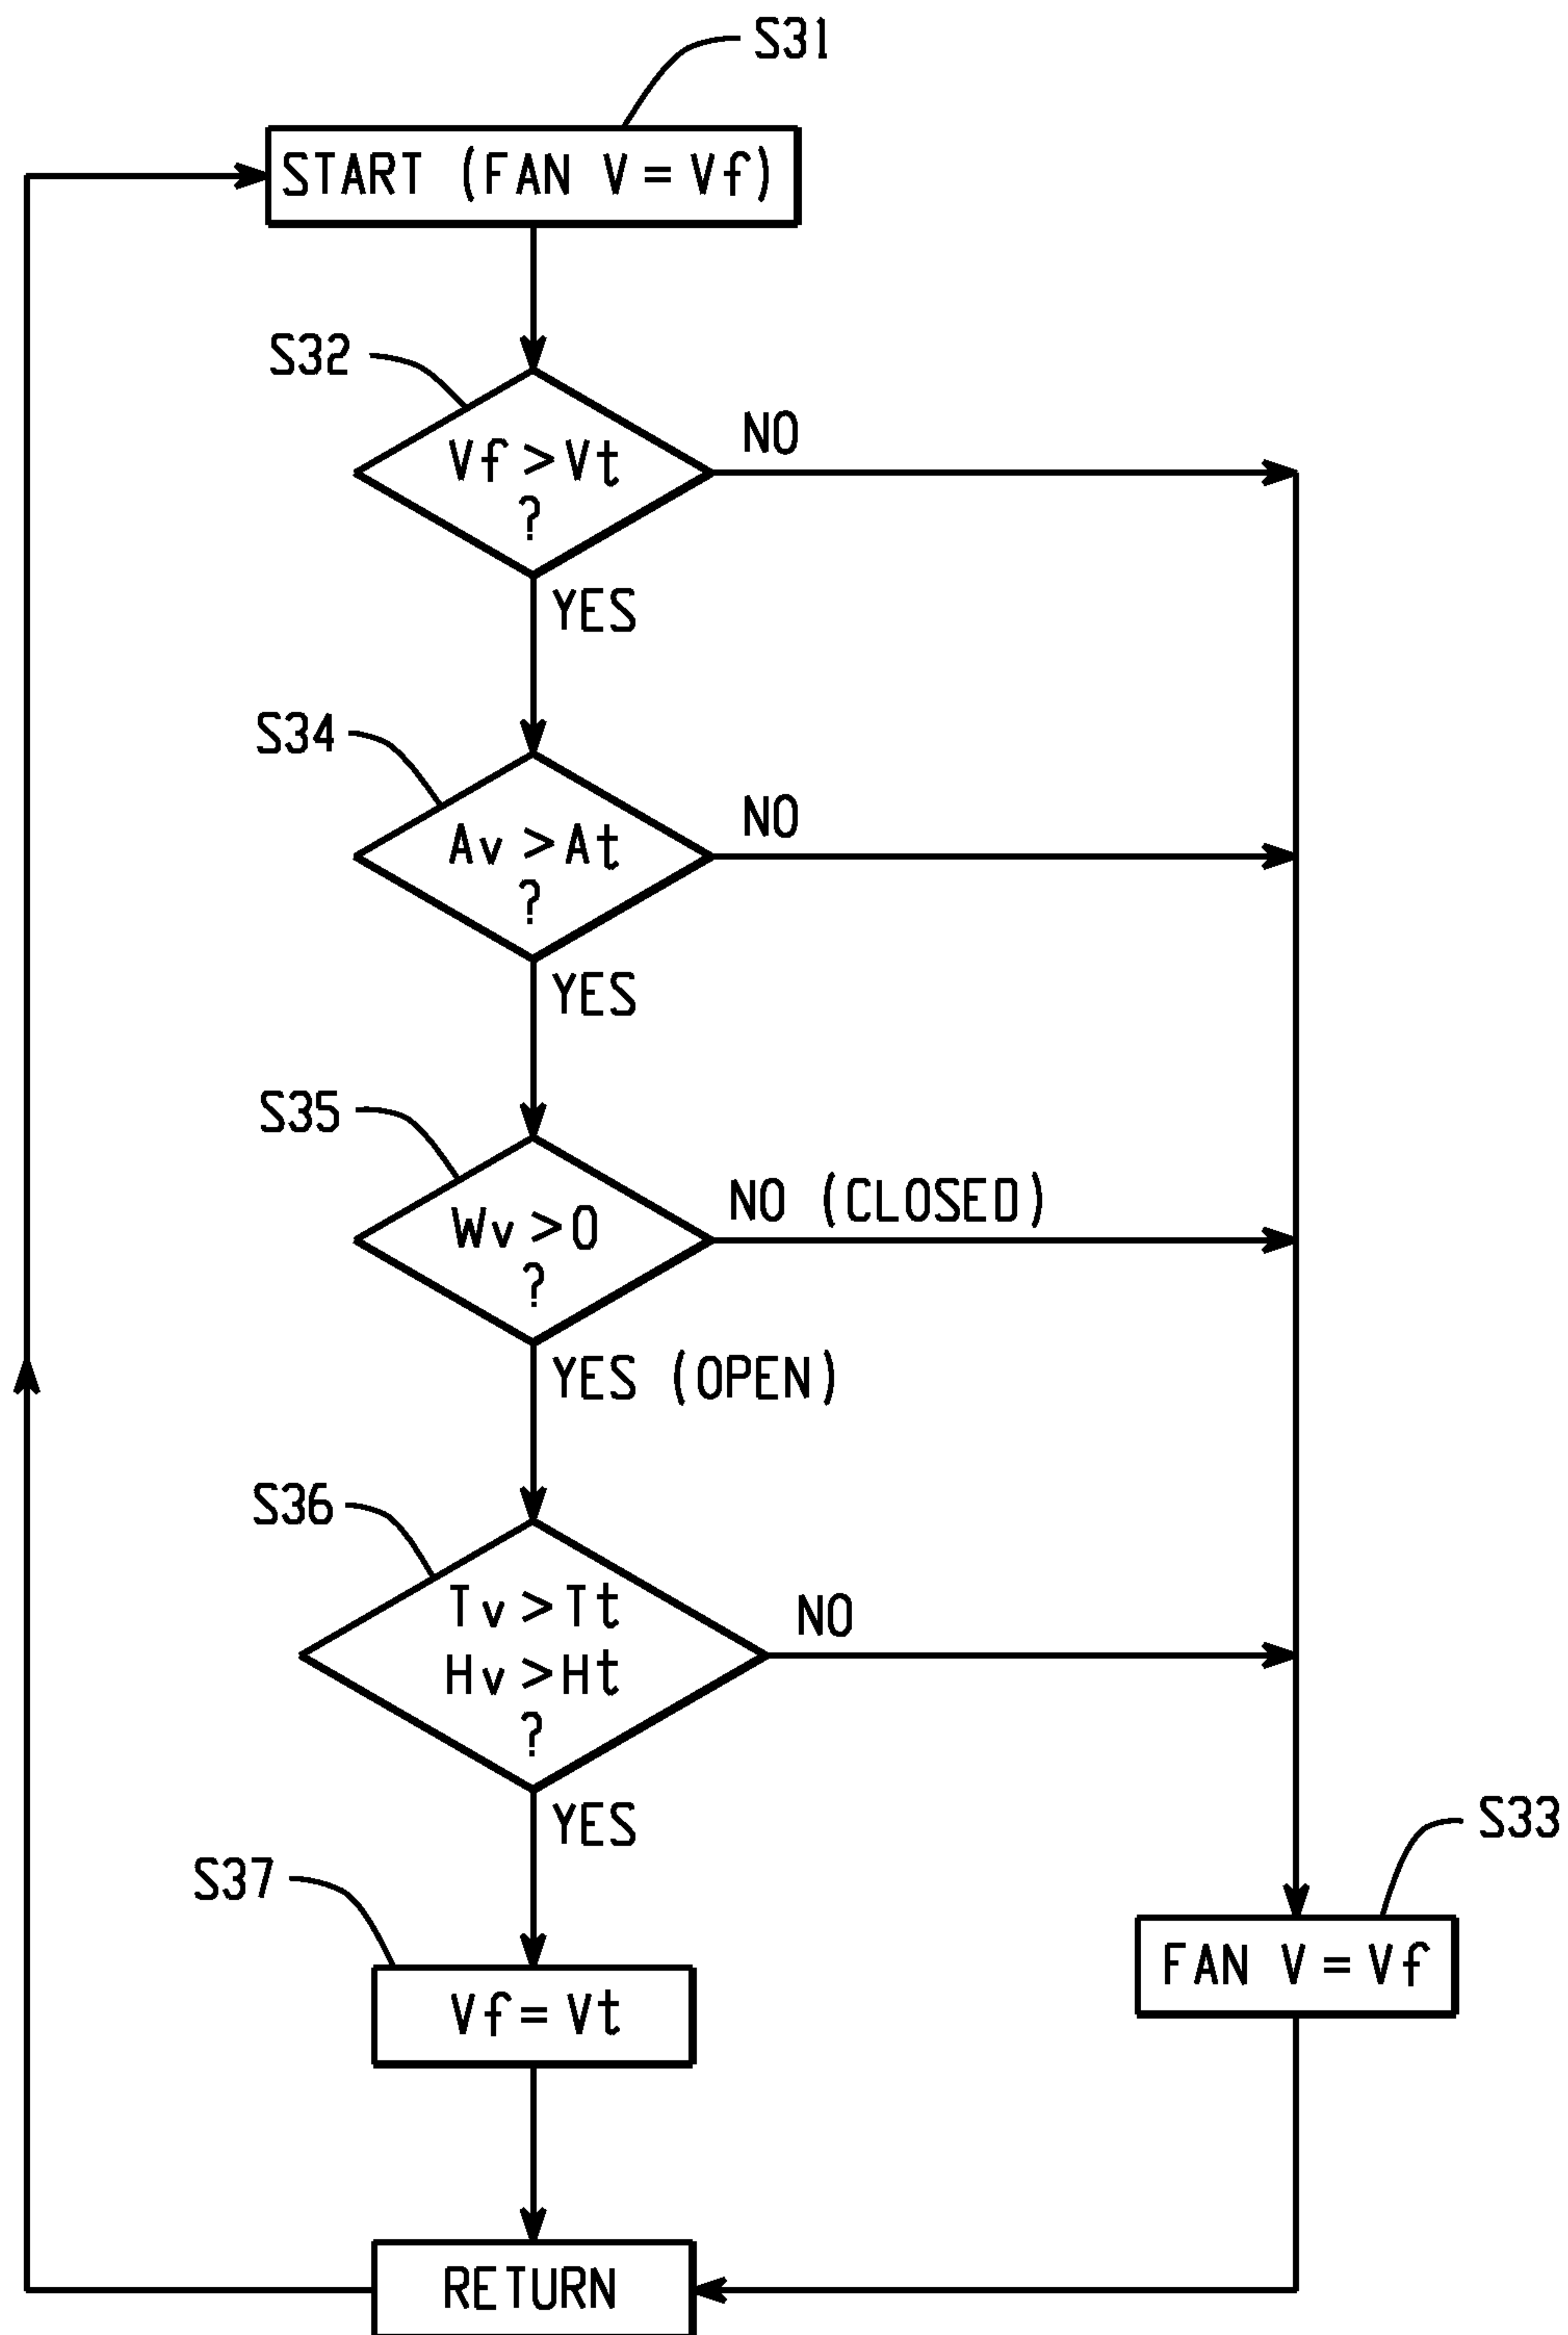 S31
START (FAN V = Vf)
S32
Vf > Vt
?
NO
YES
S34
Av > At
?
NO
YES
S35
Wv > 0
?
NO (CLOSED)
YES (OPEN)
S36
Tv > Tt
Hv > Ht
?
NO
YES
S33
S37
FAN V = Vf
Vf = Vt
RETURN